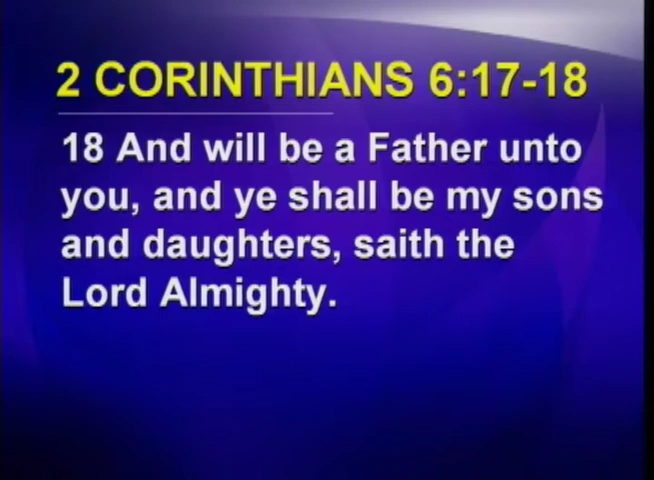 2 CORINTHIANS 6:17-18
18 And will be a Father unto
you, and ye shall be my sons
and daughters, saith the
Lord Almighty.